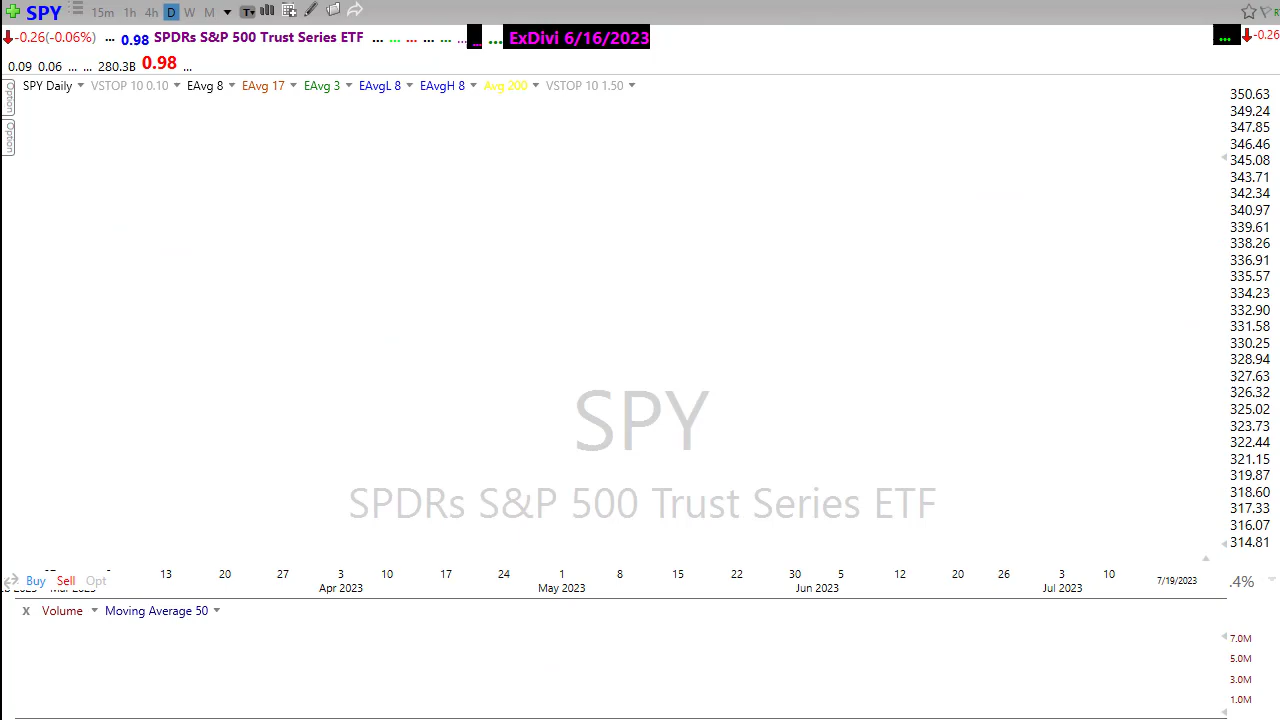 SPY 15m 1h 4h D W M T
-0.26(-0.06%) ... 0.98 SPDRs S&P 500 Trust Series ETF ... ... ... ... ... ... ... ... ExDivi 6/16/2023 ... -0.26
0.09 0.06 ... ... 280.3B 0.98 ...
SPY Daily VSTOP 10 0.10 EAvg 8 EAvg 17 EAvg 3 EAvgL 8 EAvgH 8 Avg 200 VSTOP 10 1.50
Option
Option
350.63
349.24
347.85
346.46
345.08
343.71
342.34
340.97
339.61
338.26
336.91
335.57
334.23
332.90
331.58
330.25
328.94
327.63
326.32
325.02
323.73
322.44
321.15
319.87
318.60
317.33
316.07
314.81
SPY
SPDRs S&P 500 Trust Series ETF
13 20 27 3 10 17 24 1 8 15 22 30 5 12 20 26 3 10 7/19/2023
Buy Sell Opt .4%
Apr 2023 May 2023 Jun 2023 Jul 2023
x Volume Moving Average 50
7.0M
5.0M
3.0M
1.0M